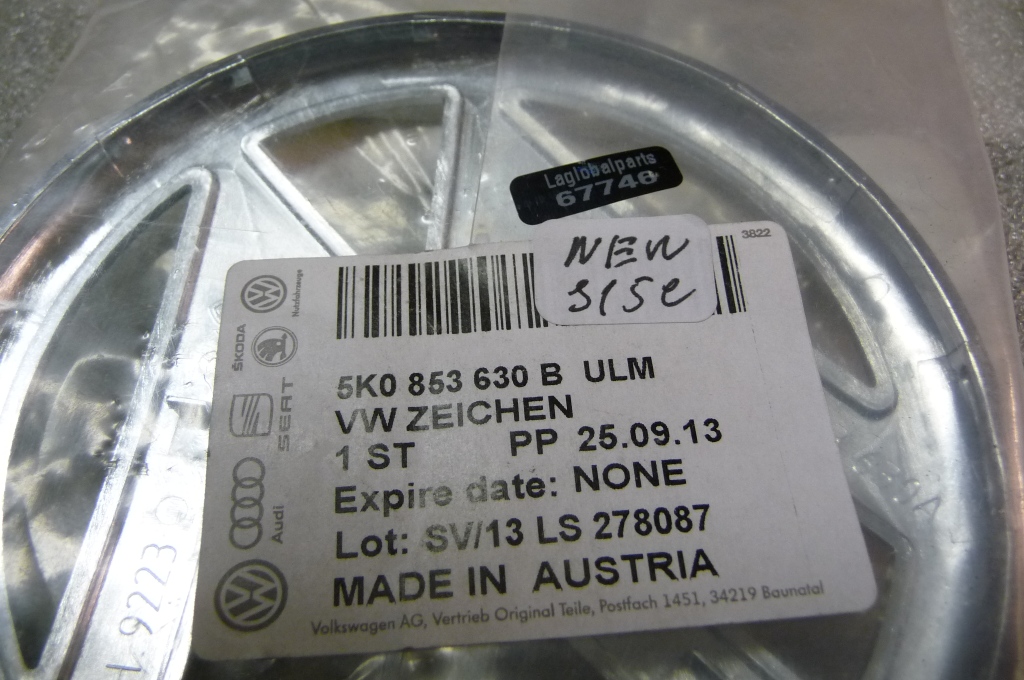 Laglobalparts
67748
NEW
SISE
3822
Nutzfahrzeuge
ŠKODA
SEAT
Audi
5K0 853 630 B ULM
VW ZEICHEN
1 ST PP 25.09.13
Expire date: NONE
Lot: SV/13 LS 278087
MADE IN AUSTRIA
Volkswagen AG, Vertrieb Original Teile, Postfach 1451, 34219 Baunatal